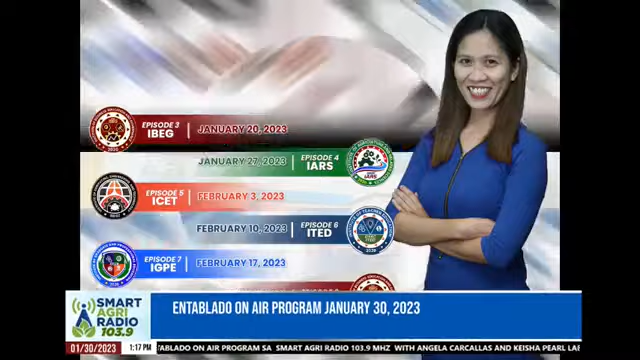 EPISODE 3
IBEG
JANUARY 20, 2023
JANUARY 27, 2023
EPISODE 4
IARS
EPISODE 5
ICET
FEBRUARY 3, 2023
FEBRUARY 10, 2023
EPISODE 6
ITED
EPISODE 7
IGPE
FEBRUARY 17, 2023
SMART
AGRI
RADIO
103.9
ENTABLADO ON AIR PROGRAM JANUARY 30, 2023
01/30/2023
1:17 PM
TABLADO ON AIR PROGRAM SA SMART AGRI RADIO 103.9 MHZ WITH ANGELA CARCALLAS AND KEISHA PEARL LAB